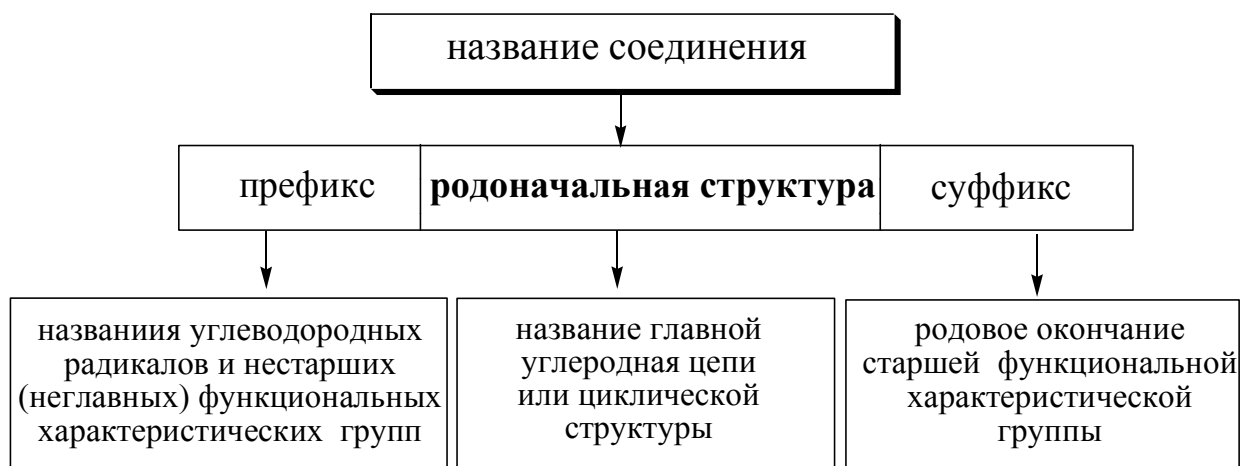 название соединения
префикс
родоначальная структура
суффикс
названиия углеводородных
радикалов и нестарших
(неглавных) функциональных
характеристических групп
название главной
углеродная цепи
или циклической
структуры
родовое окончание
старшей функциональной
характеристической
группы